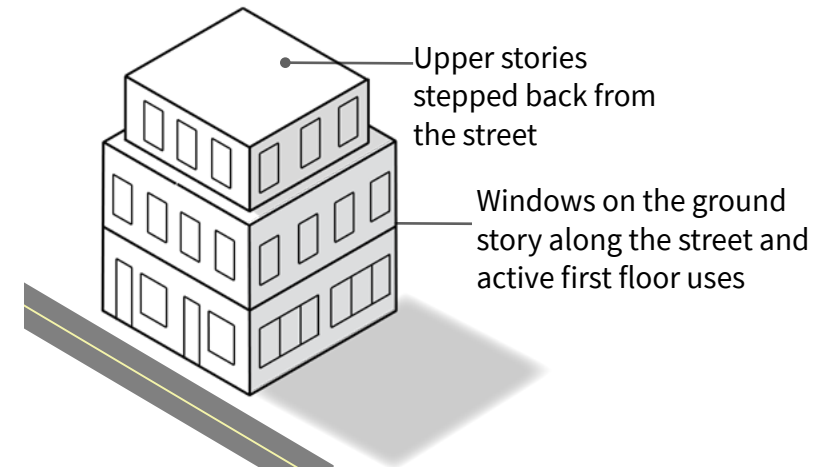 Upper stories
stepped back from
the street
Windows on the ground
story along the street and
active first floor uses